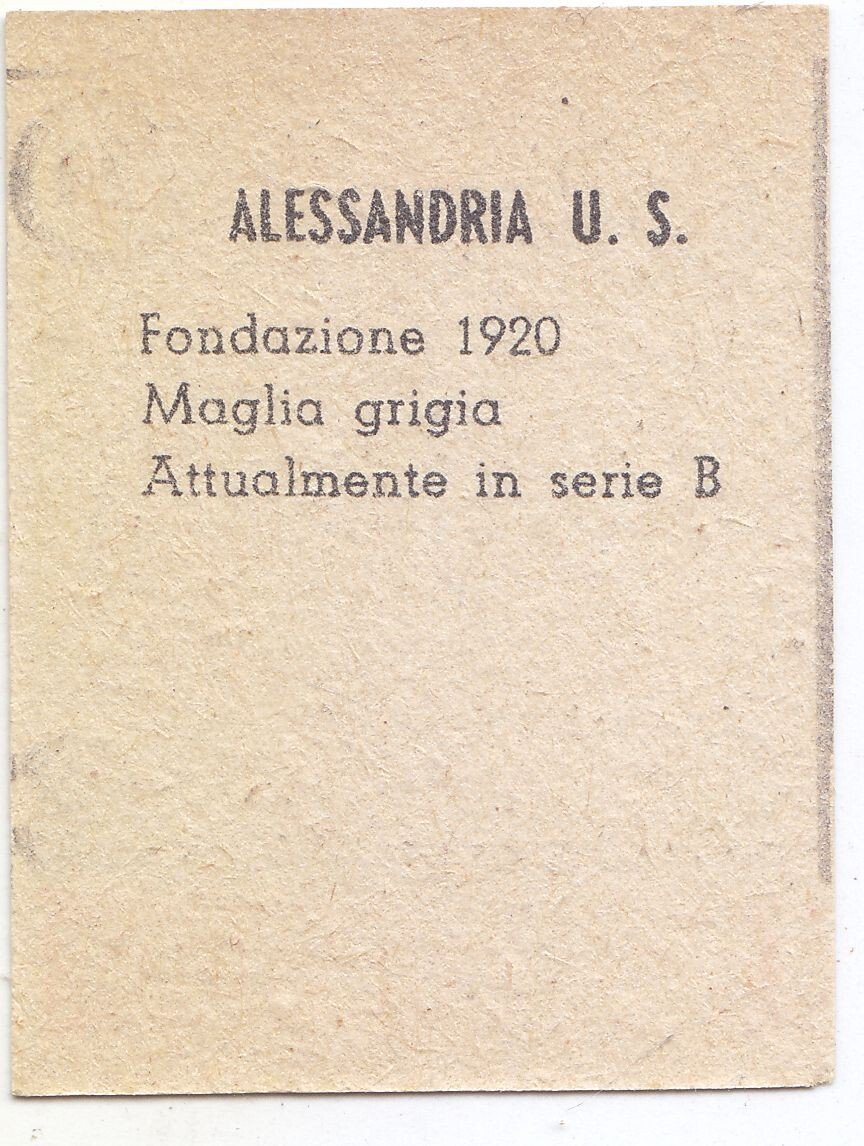 ALESSANDRIA U. S.
Fondazione 1920
Maglia grigia
Attualmente in serie B